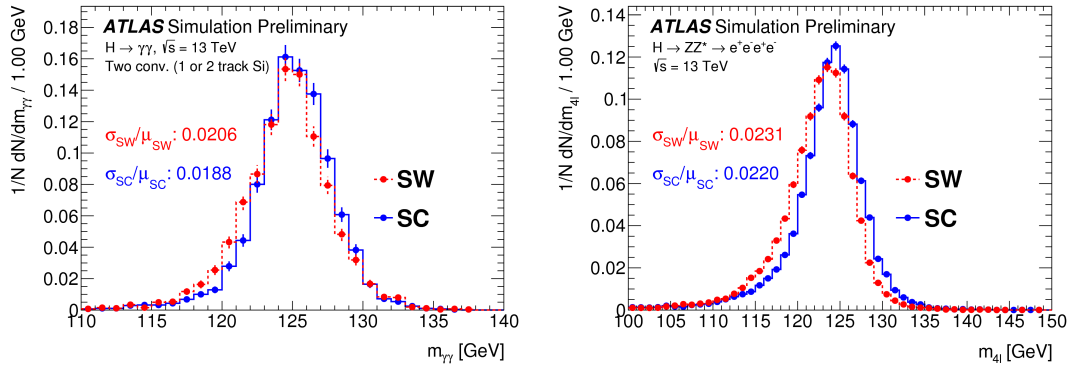 ATLAS Simulation Preliminary
H → γγ, √s = 13 TeV
Two conv. (1 or 2 track Si)
σSW/μSW: 0.0206
σSC/μSC: 0.0188
SW
SC
1/N dN/dmγγ / 1.00 GeV
0.18
0.16
0.14
0.12
0.1
0.08
0.06
0.04
0.02
0
110 115 120 125 130 135 140
mγγ [GeV]
ATLAS Simulation Preliminary
H → ZZ* → e⁺e⁻e⁺e⁻
√s = 13 TeV
σSW/μSW: 0.0231
σSC/μSC: 0.0220
SW
SC
1/N dN/dm4l / 1.00 GeV
0.14
0.12
0.1
0.08
0.06
0.04
0.02
0
100 105 110 115 120 125 130 135 140 145 150
m4l [GeV]